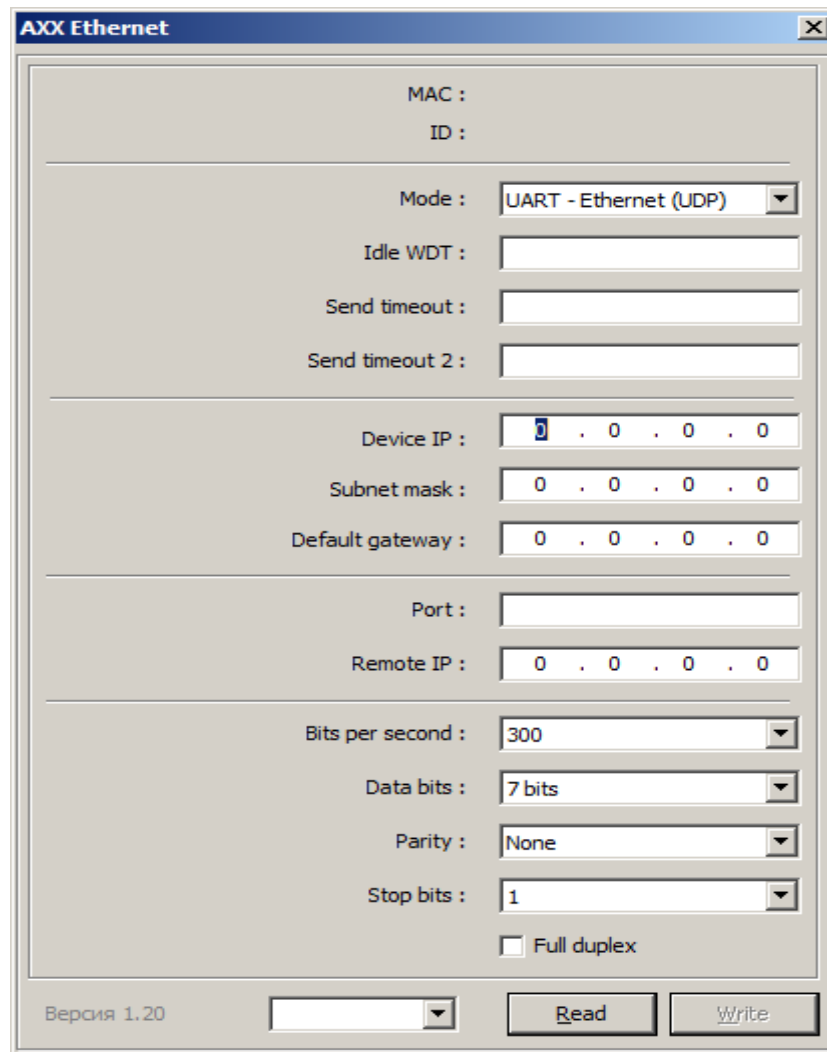 AXX Ethernet
MAC :
ID :
Mode : UART - Ethernet (UDP)
Idle WDT :
Send timeout :
Send timeout 2 :
Device IP : 0 . 0 . 0 . 0
Subnet mask : 0 . 0 . 0 . 0
Default gateway : 0 . 0 . 0 . 0
Port :
Remote IP : 0 . 0 . 0 . 0
Bits per second : 300
Data bits : 7 bits
Parity : None
Stop bits : 1
Full duplex
Версия 1.20 Read Write